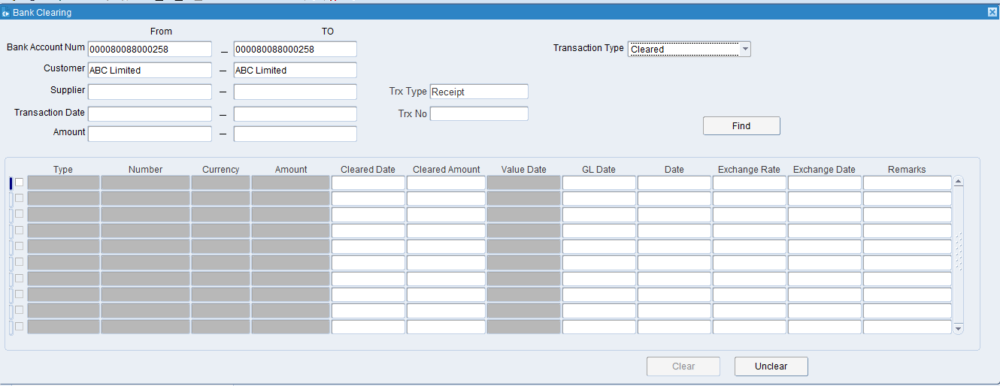 Bank Clearing
From TO
Bank Account Num 000080088000258 – 000080088000258 Transaction Type Cleared
Customer ABC Limited – ABC Limited
Supplier – Trx Type Receipt
Transaction Date – Trx No
Amount – Find
Type Number Currency Amount Cleared Date Cleared Amount Value Date GL Date Date Exchange Rate Exchange Date Remarks
Clear Unclear